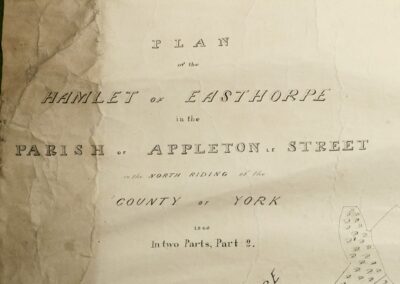 PLAN
of the
HAMLET OF EASTHORPE
in the
PARISH OF APPLETON LE STREET
in the NORTH RIDING of the
COUNTY OF YORK
In two Parts, Part 2.